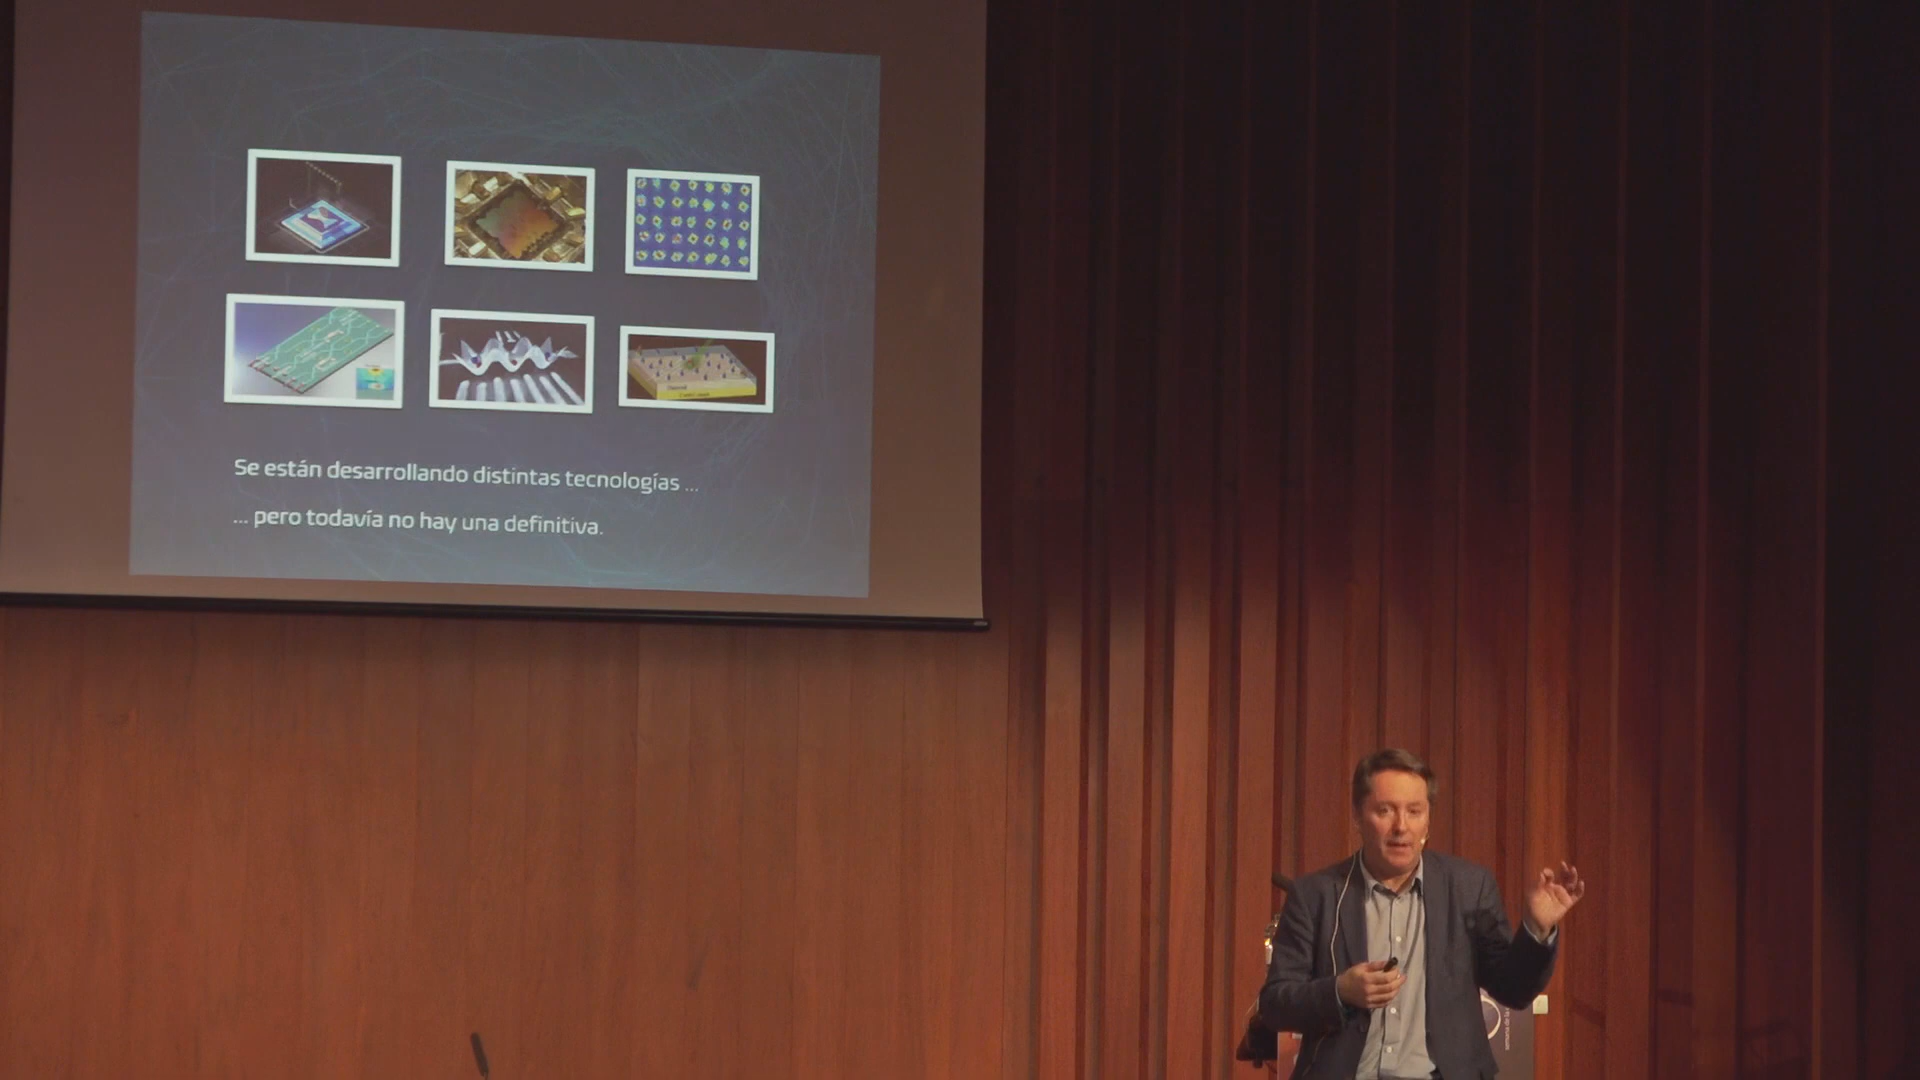 Se están desarrollando distintas tecnologías ...
... pero todavía no hay una definitiva.